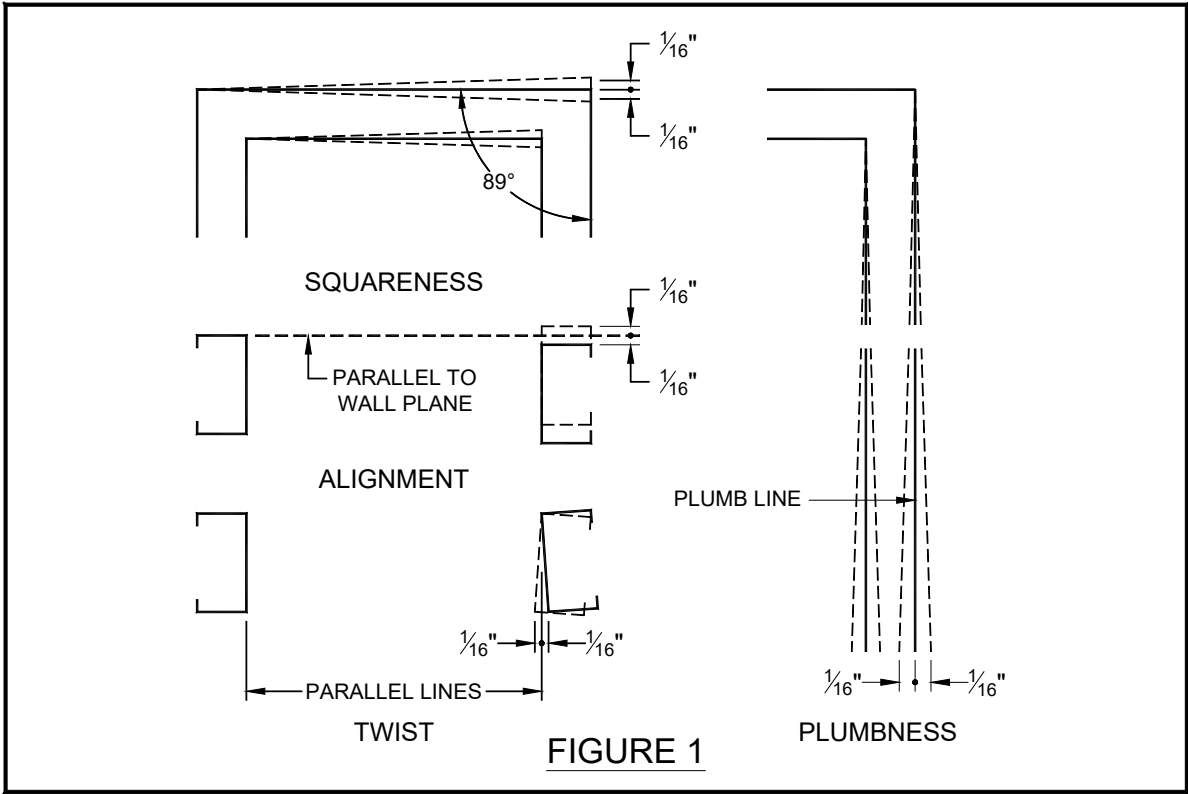 1/16"
1/16"
89°
SQUARENESS
1/16"
PARALLEL TO
WALL PLANE
1/16"
ALIGNMENT
PLUMB LINE
1/16" 1/16"
PARALLEL LINES
1/16" 1/16"
TWIST
PLUMBNESS
FIGURE 1